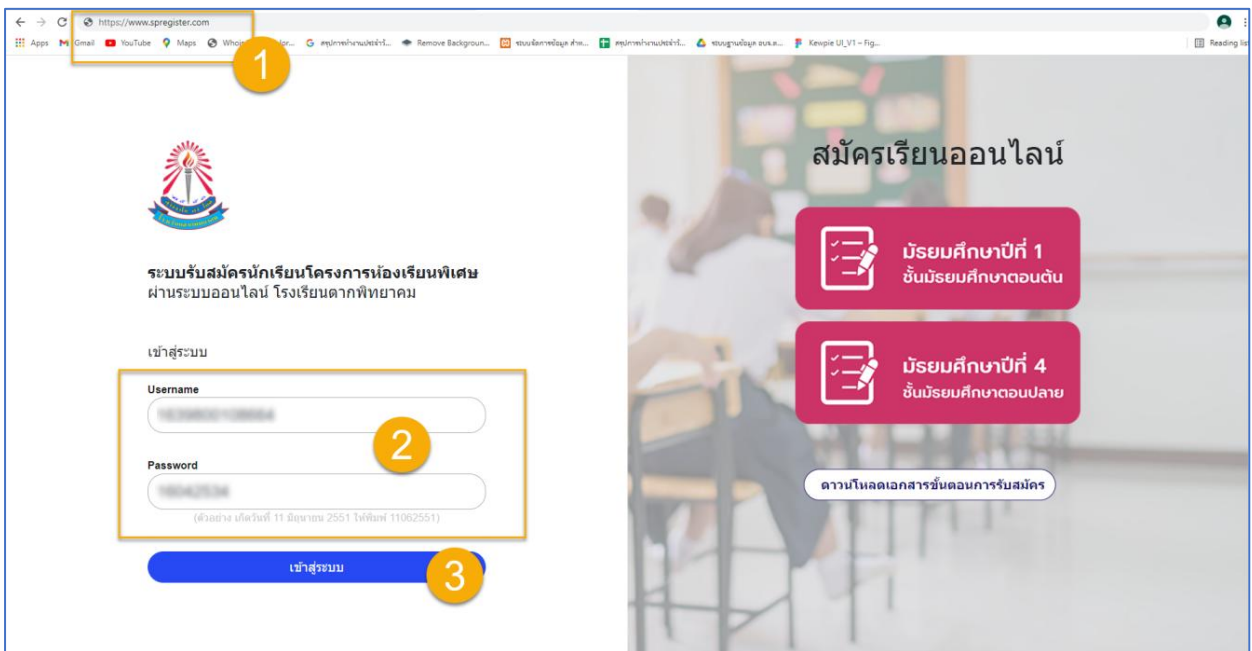 https://www.spregister.com
Apps Gmail YouTube Maps Remove Backgroun... Kewpie UI_V1 – Fig... Reading list
1
สมัครเรียนออนไลน์
มัธยมศึกษาปีที่ 1
ชั้นมัธยมศึกษาตอนต้น
ระบบรับสมัครนักเรียนโครงการห้องเรียนพิเศษ
ผ่านระบบออนไลน์ โรงเรียนตากพิทยาคม
มัธยมศึกษาปีที่ 4
ชั้นมัธยมศึกษาตอนปลาย
เข้าสู่ระบบ
Username
2
Password
(ตัวอย่าง เกิดวันที่ 11 มิถุนายน 2551 ให้พิมพ์ 11062551)
ดาวน์โหลดเอกสารขั้นตอนการรับสมัคร
เข้าสู่ระบบ
3